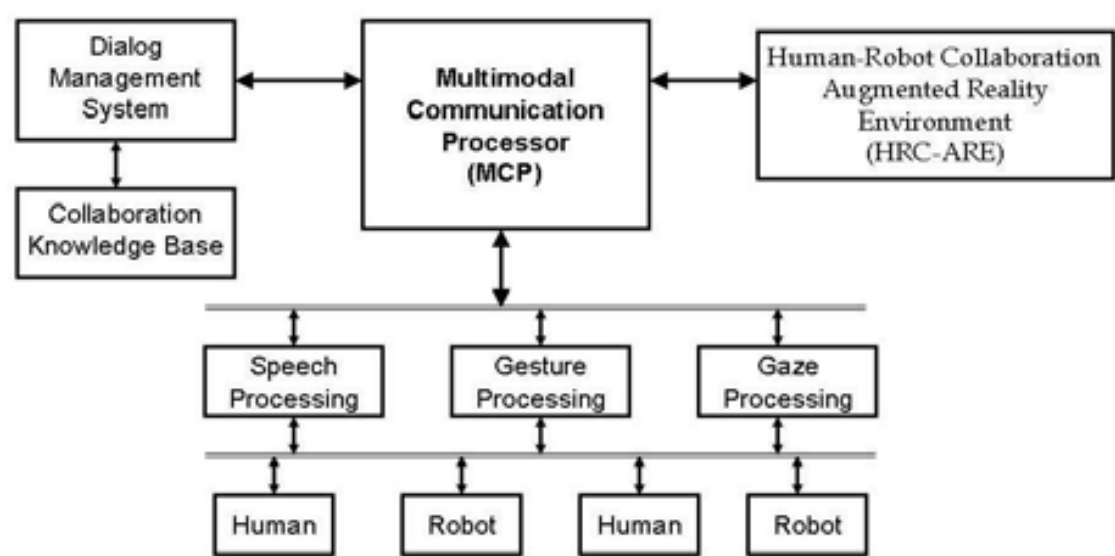 Dialog
Management
System
Multimodal
Communication
Processor
(MCP)
Human-Robot Collaboration
Augmented Reality
Environment
(HRC-ARE)
Collaboration
Knowledge Base
Speech
Processing
Gesture
Processing
Gaze
Processing
Human
Robot
Human
Robot